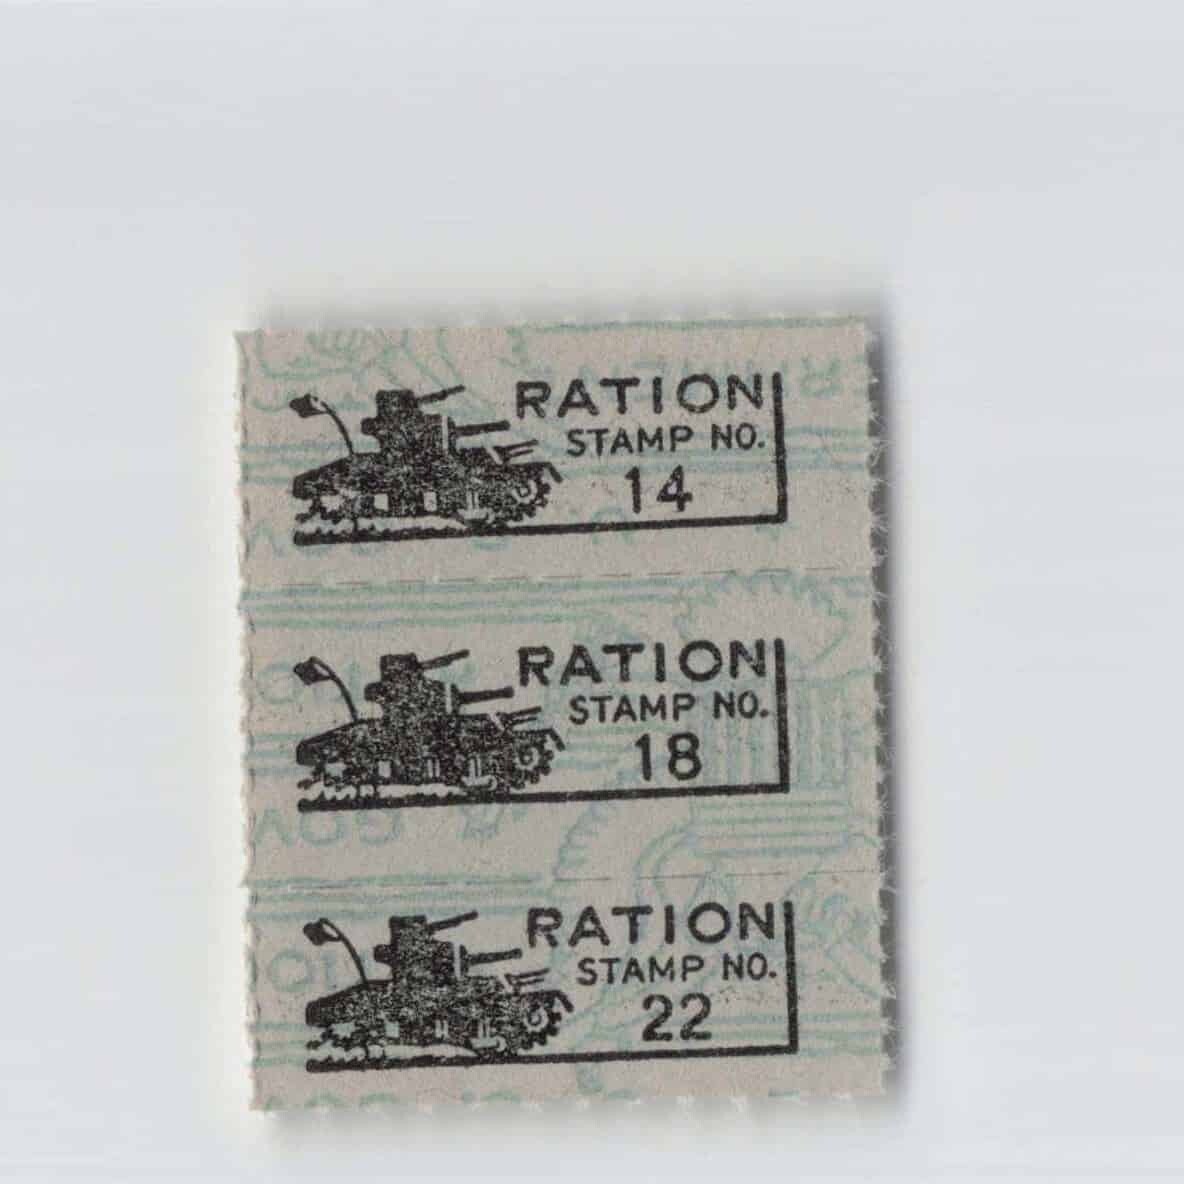 RATION
STAMP NO.
14
RATION
STAMP NO.
18
RATION
STAMP NO.
22